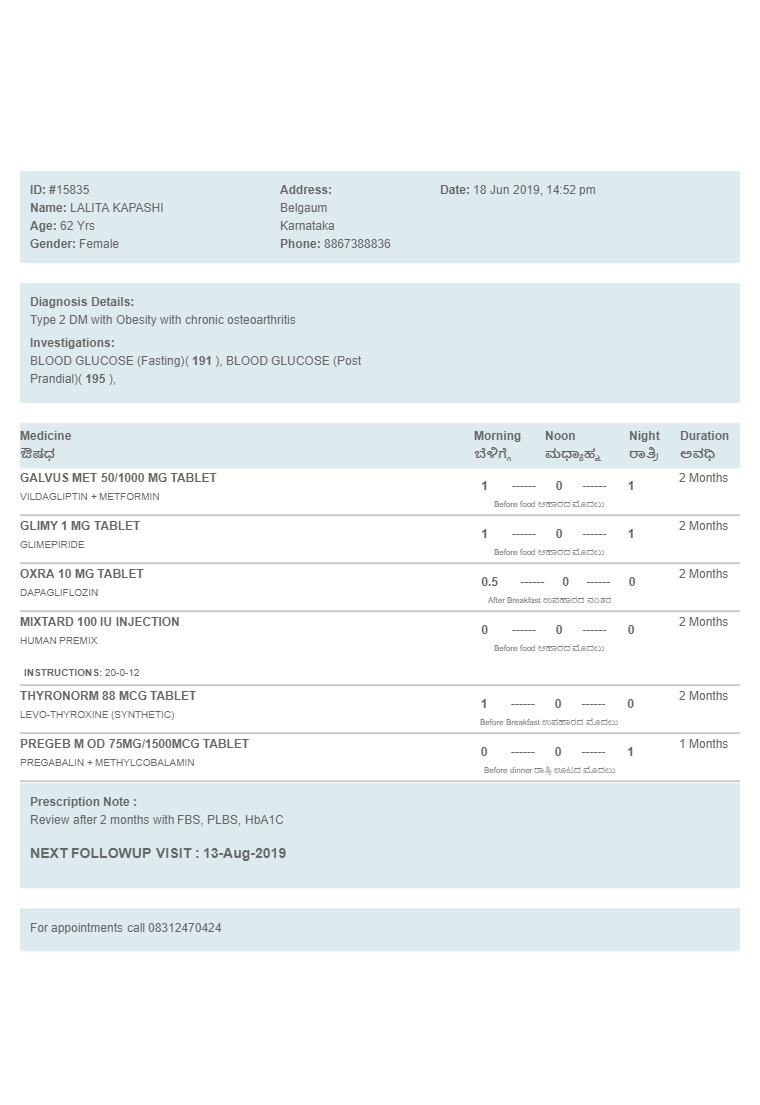 ID: #15835
Name: LALITA KAPASHI
Age: 62 Yrs
Gender: Female
Address:
Belgaum
Karnataka
Phone: 8867388836
Date: 18 Jun 2019, 14:52 pm
Diagnosis Details:
Type 2 DM with Obesity with chronic osteoarthritis
Investigations:
BLOOD GLUCOSE (Fasting)( 191 ), BLOOD GLUCOSE (Post
Prandial)( 195 ),
Medicine Morning Noon Night Duration
ಔಷಧ ಬೆಳಿಗ್ಗೆ ಮಧ್ಯಾಹ್ನ ರಾತ್ರಿ ಅವಧಿ
GALVUS MET 50/1000 MG TABLET 1 ------ 0 ------ 1 2 Months
VILDAGLIPTIN + METFORMIN Before food ಆಹಾರದ ಮೊದಲು
GLIMY 1 MG TABLET 1 ------ 0 ------ 1 2 Months
GLIMEPIRIDE Before food ಆಹಾರದ ಮೊದಲು
OXRA 10 MG TABLET 0.5 ------ 0 ------ 0 2 Months
DAPAGLIFLOZIN After Breakfast ಉಪಹಾರದ ನಂತರ
MIXTARD 100 IU INJECTION 0 ------ 0 ------ 0 2 Months
HUMAN PREMIX Before food ಆಹಾರದ ಮೊದಲು
INSTRUCTIONS: 20-0-12
THYRONORM 88 MCG TABLET 1 ------ 0 ------ 0 2 Months
LEVO-THYROXINE (SYNTHETIC) Before Breakfast ಉಪಹಾರದ ಮೊದಲು
PREGEB M OD 75MG/1500MCG TABLET 0 ------ 0 ------ 1 1 Months
PREGABALIN + METHYLCOBALAMIN Before dinner ರಾತ್ರಿ ಊಟದ ಮೊದಲು
Prescription Note :
Review after 2 months with FBS, PLBS, HbA1C
NEXT FOLLOWUP VISIT : 13-Aug-2019
For appointments call 08312470424